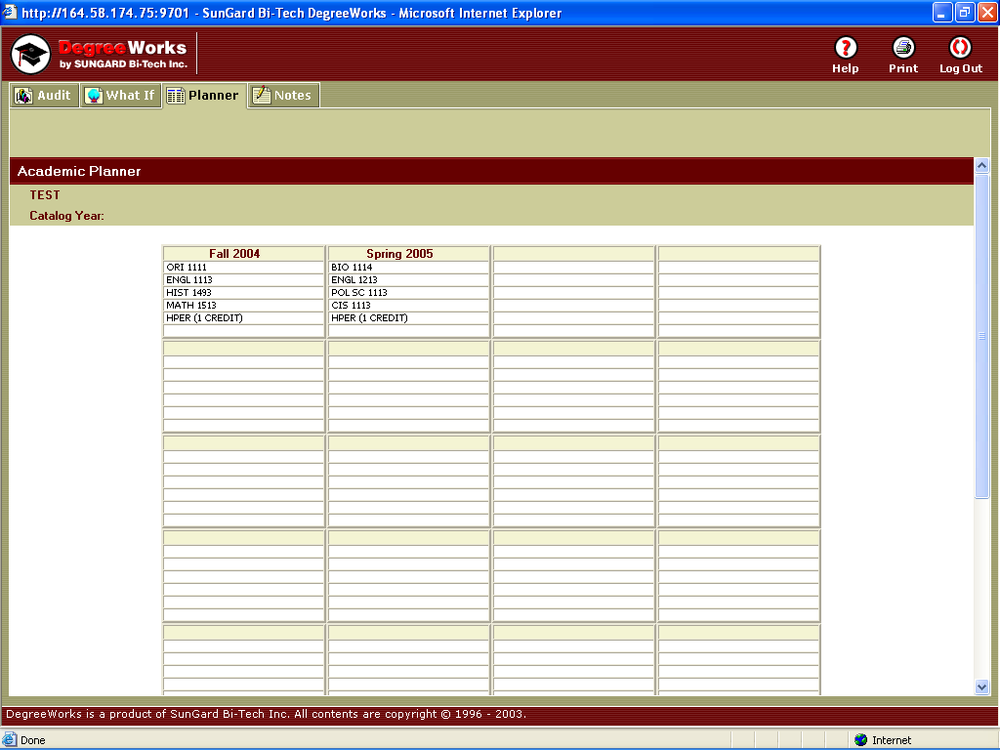 http://164.58.174.75:9701 - SunGard Bi-Tech DegreeWorks - Microsoft Internet Explorer
DegreeWorks
by SUNGARD Bi-Tech Inc.
Help Print Log Out
Audit What If Planner Notes
Academic Planner
TEST
Catalog Year:
Fall 2004 Spring 2005
ORI 1111 BIO 1114
ENGL 1113 ENGL 1213
HIST 1493 POL SC 1113
MATH 1513 CIS 1113
HPER (1 CREDIT) HPER (1 CREDIT)
DegreeWorks is a product of SunGard Bi-Tech Inc. All contents are copyright © 1996 - 2003.
Done Internet